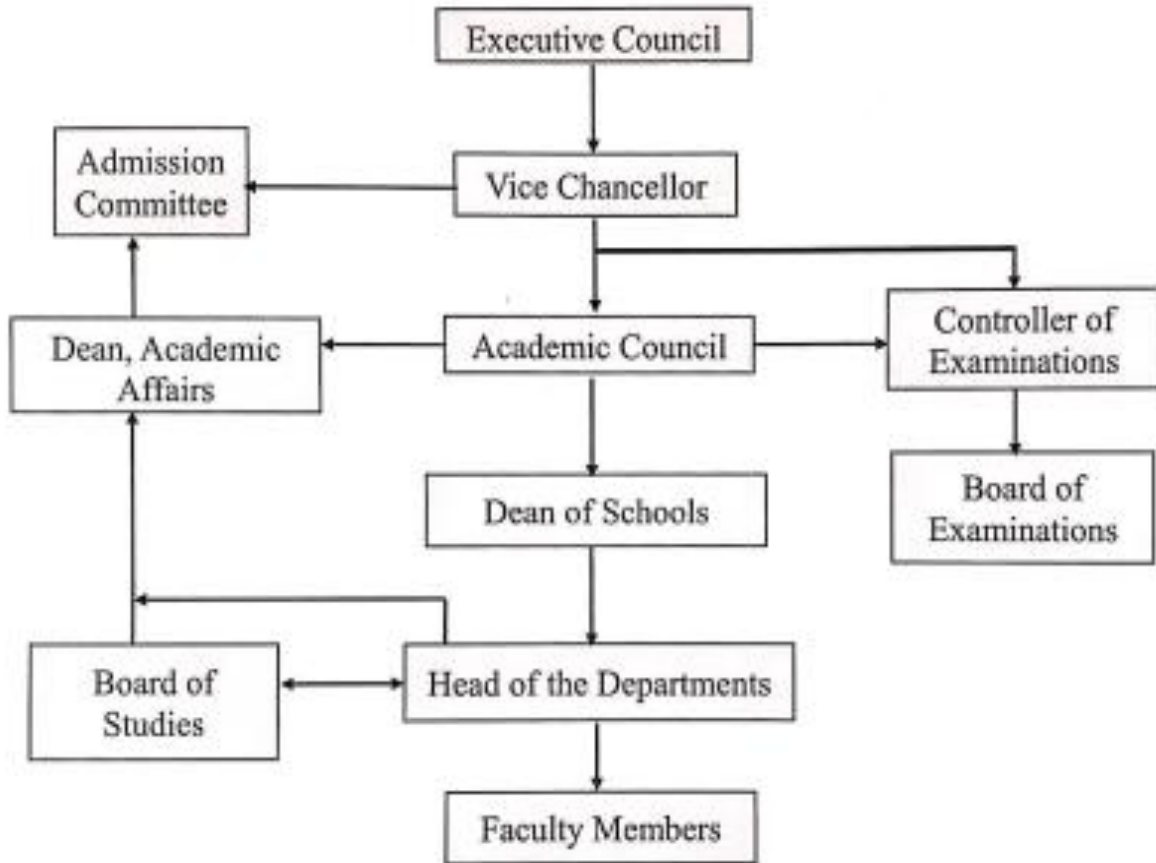 Executive Council
Admission
Committee
Vice Chancellor
Dean, Academic
Affairs
Academic Council
Controller of
Examinations
Dean of Schools
Board of
Examinations
Board of
Studies
Head of the Departments
Faculty Members